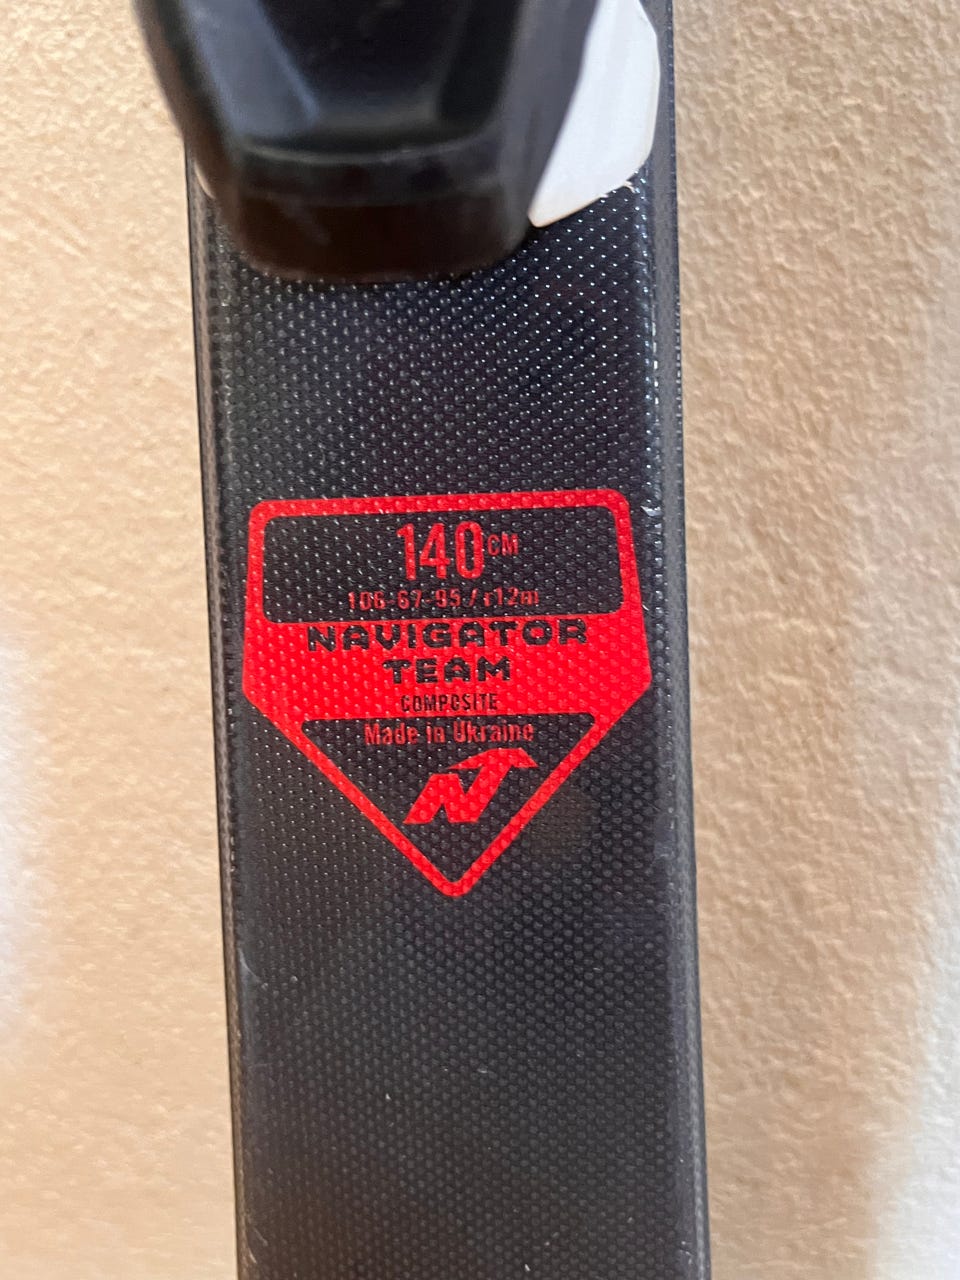 140CM
106-67-95 / r12m
NAVIGATOR
TEAM
COMPOSITE
Made in Ukraine